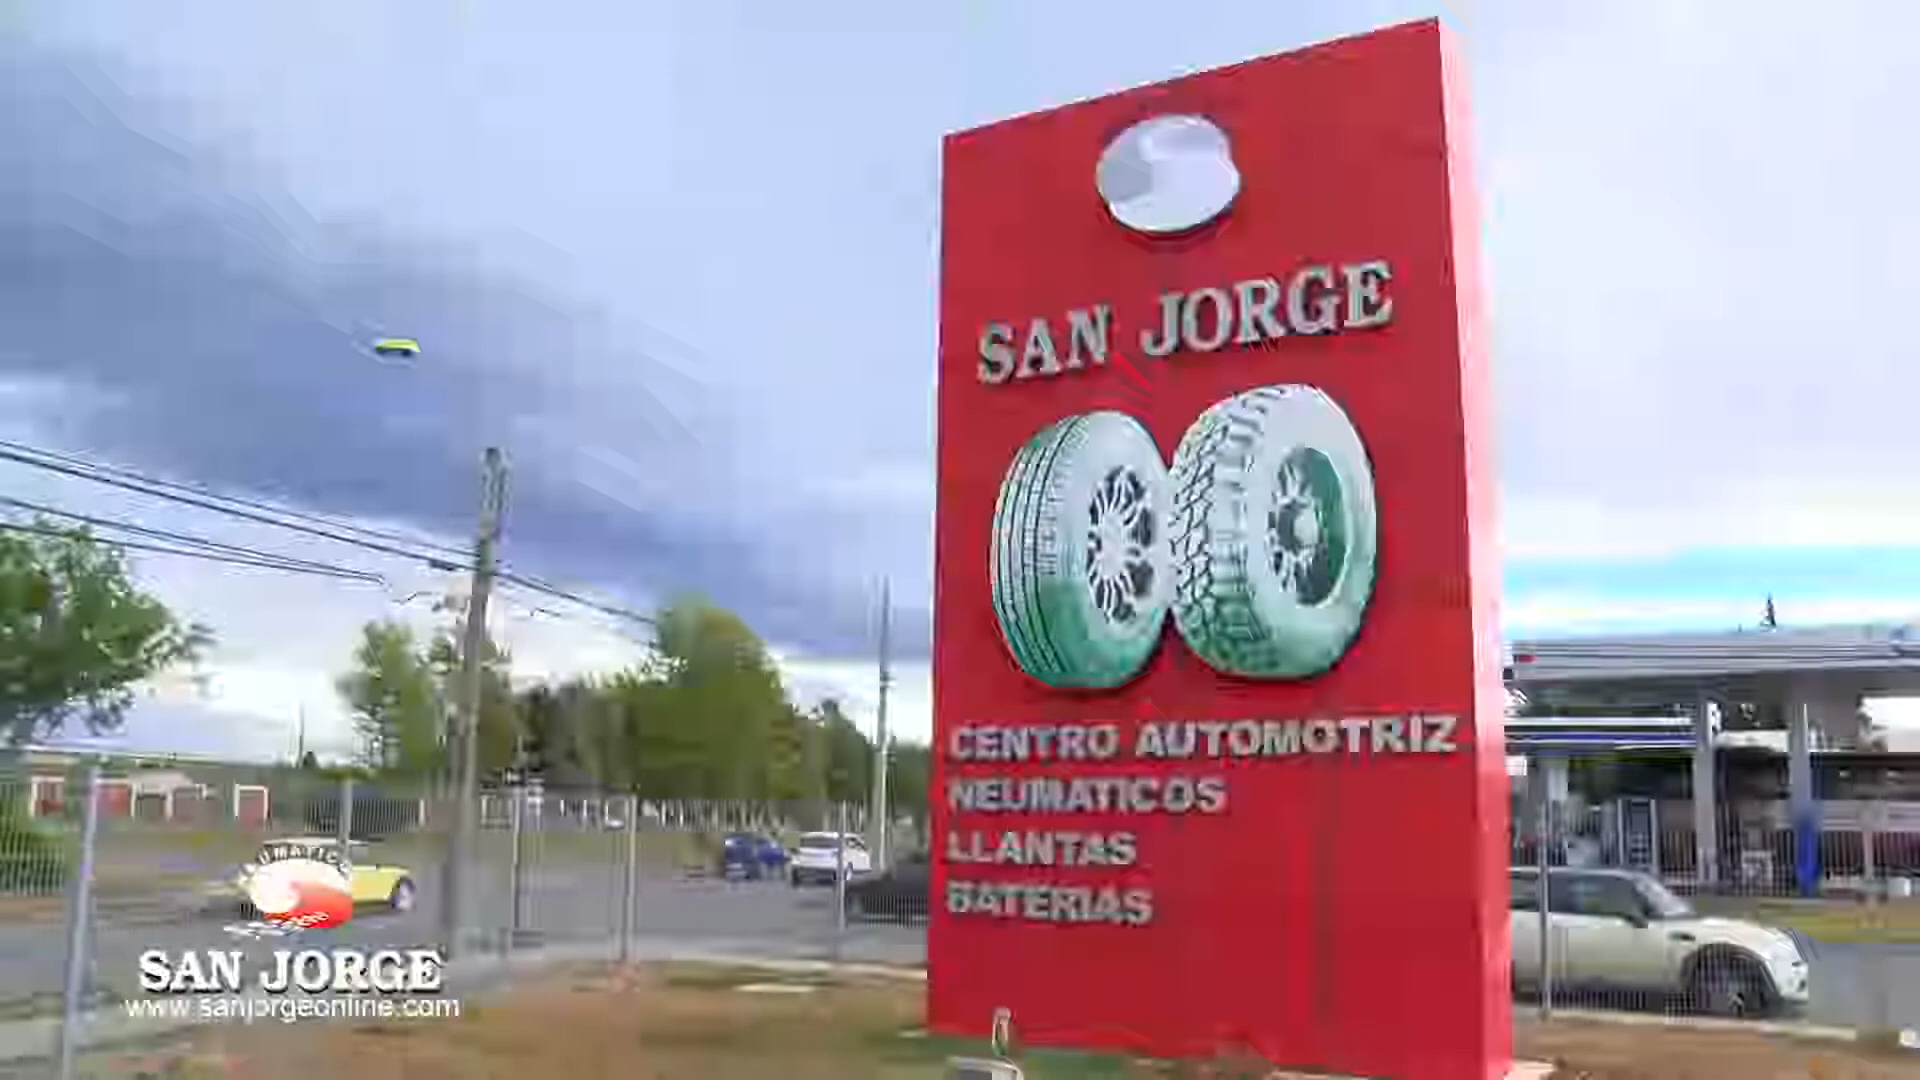 SAN JORGE
CENTRO AUTOMOTRIZ
NEUMATICOS
LLANTAS
BATERIAS
SAN JORGE
www.sanjorgeonline.com